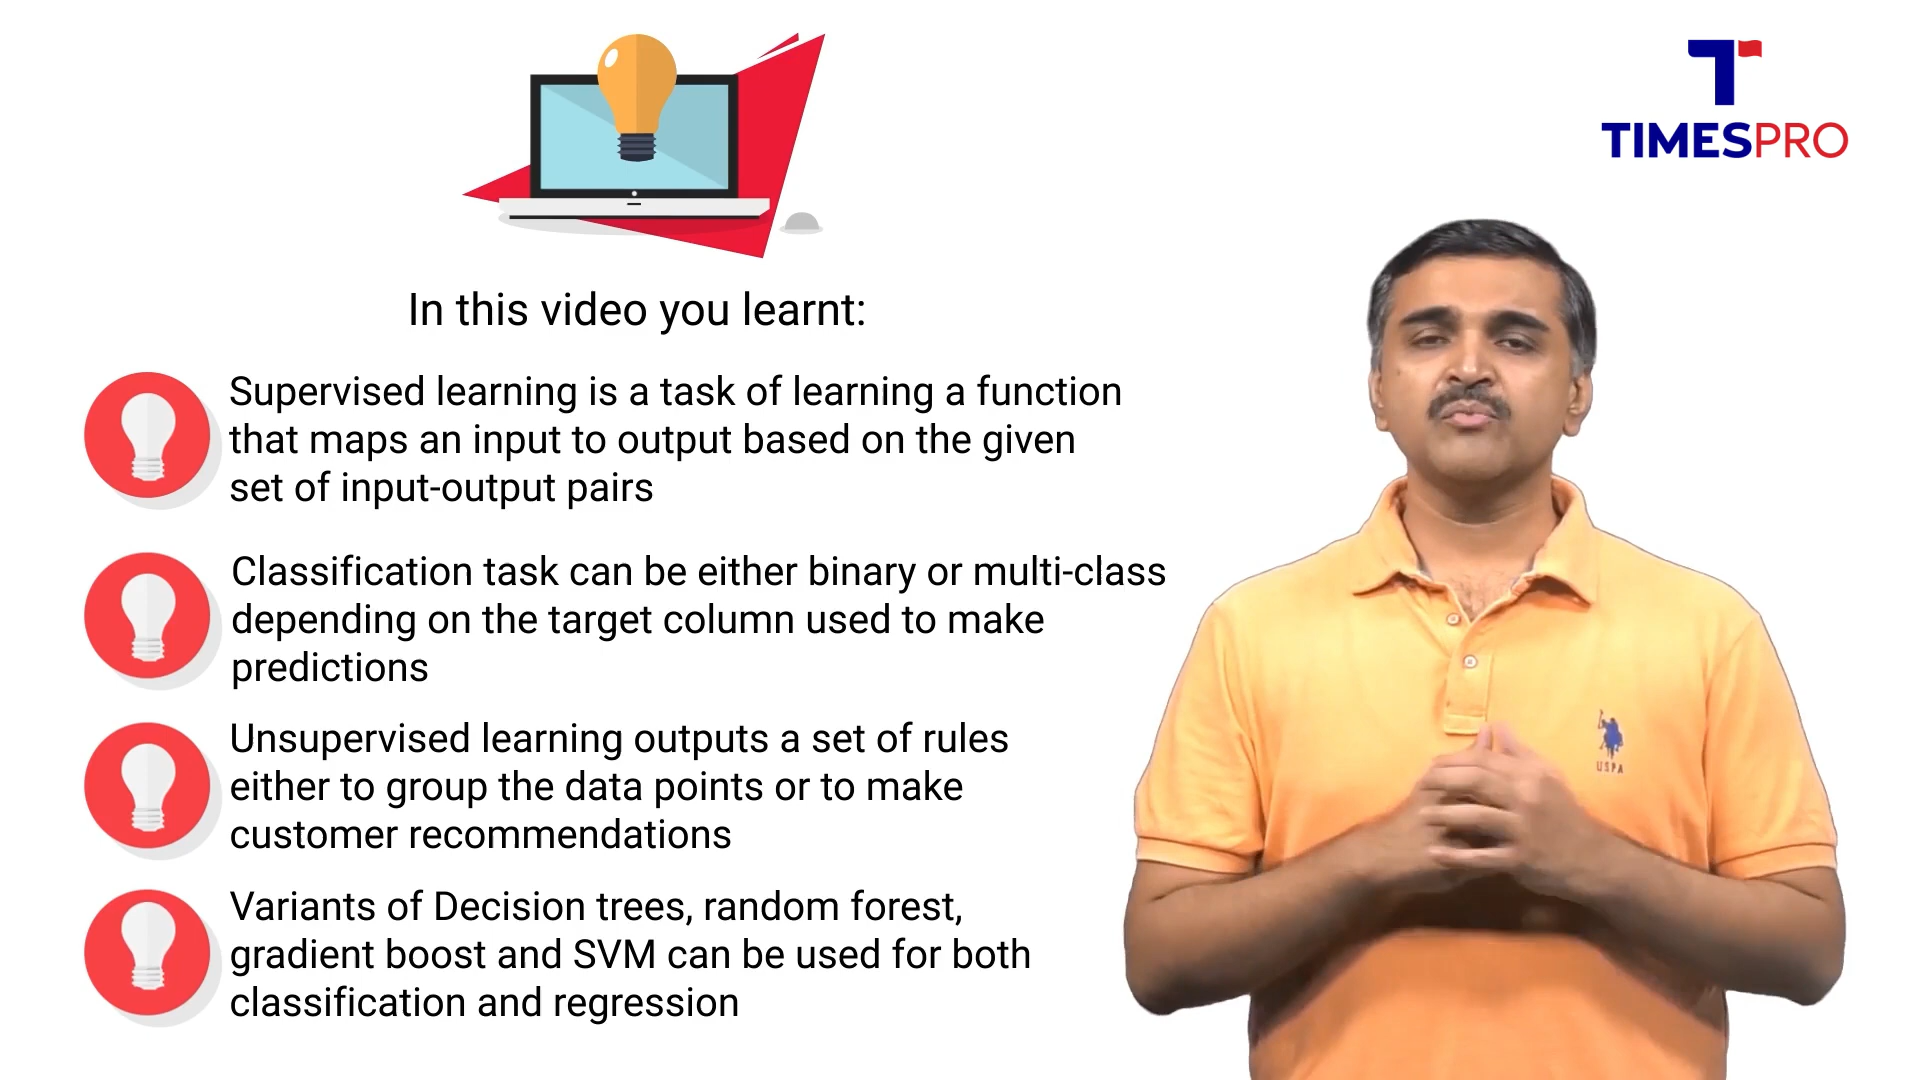 TIMESPRO
In this video you learnt:
Supervised learning is a task of learning a function
that maps an input to output based on the given
set of input-output pairs
Classification task can be either binary or multi-class
depending on the target column used to make
predictions
Unsupervised learning outputs a set of rules
either to group the data points or to make
customer recommendations
Variants of Decision trees, random forest,
gradient boost and SVM can be used for both
classification and regression
USPA